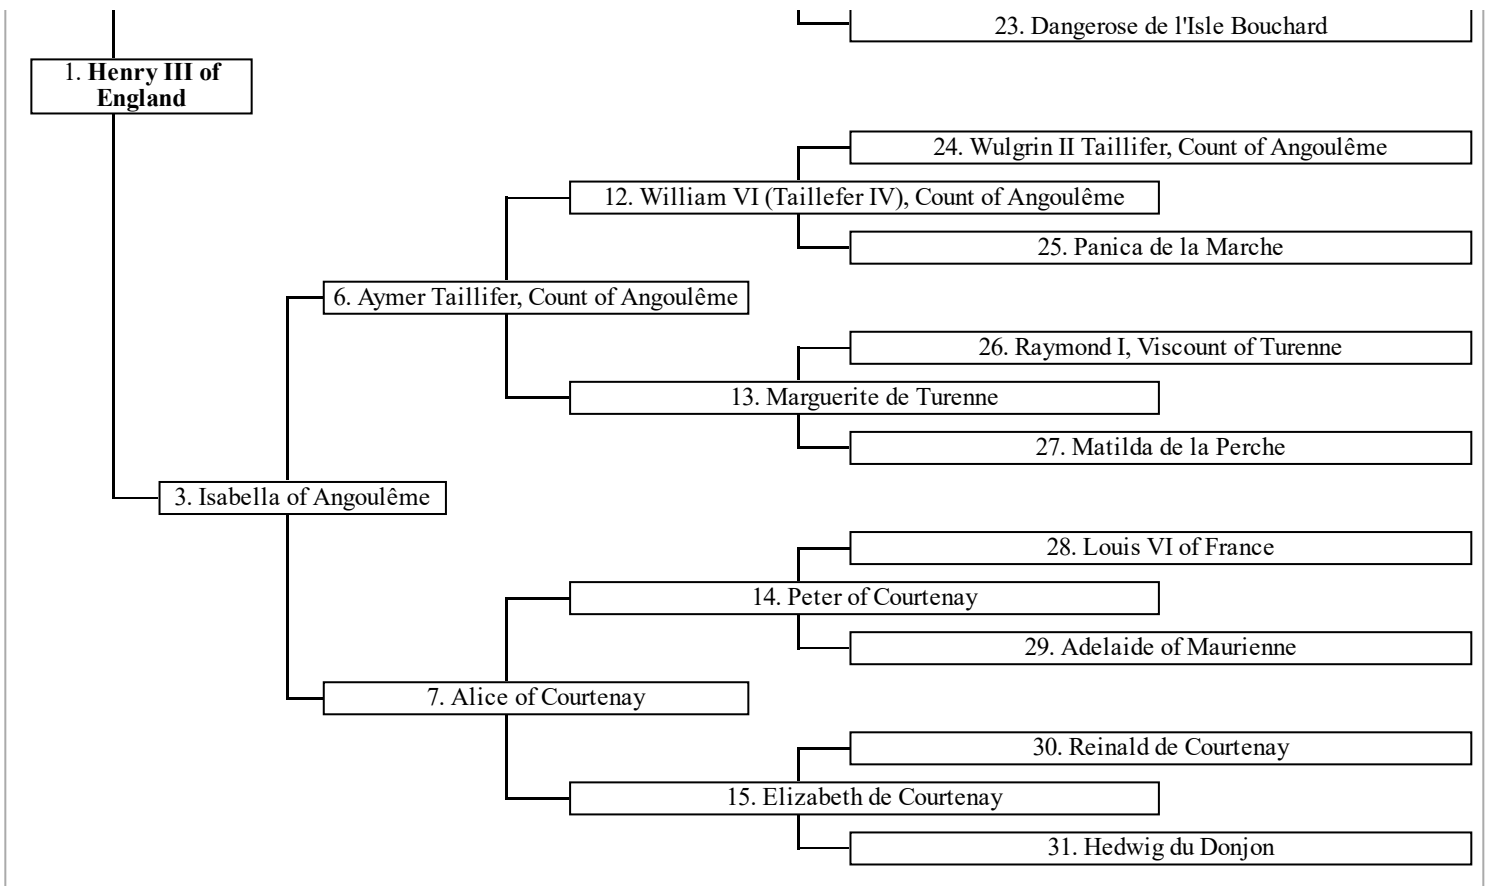 23. Dangerose de l'Isle Bouchard
1. Henry III of
England
24. Wulgrin II Taillifer, Count of Angoulême
12. William VI (Taillefer IV), Count of Angoulême
25. Panica de la Marche
6. Aymer Taillifer, Count of Angoulême
26. Raymond I, Viscount of Turenne
13. Marguerite de Turenne
27. Matilda de la Perche
3. Isabella of Angoulême
28. Louis VI of France
14. Peter of Courtenay
29. Adelaide of Maurienne
7. Alice of Courtenay
30. Reinald de Courtenay
15. Elizabeth de Courtenay
31. Hedwig du Donjon